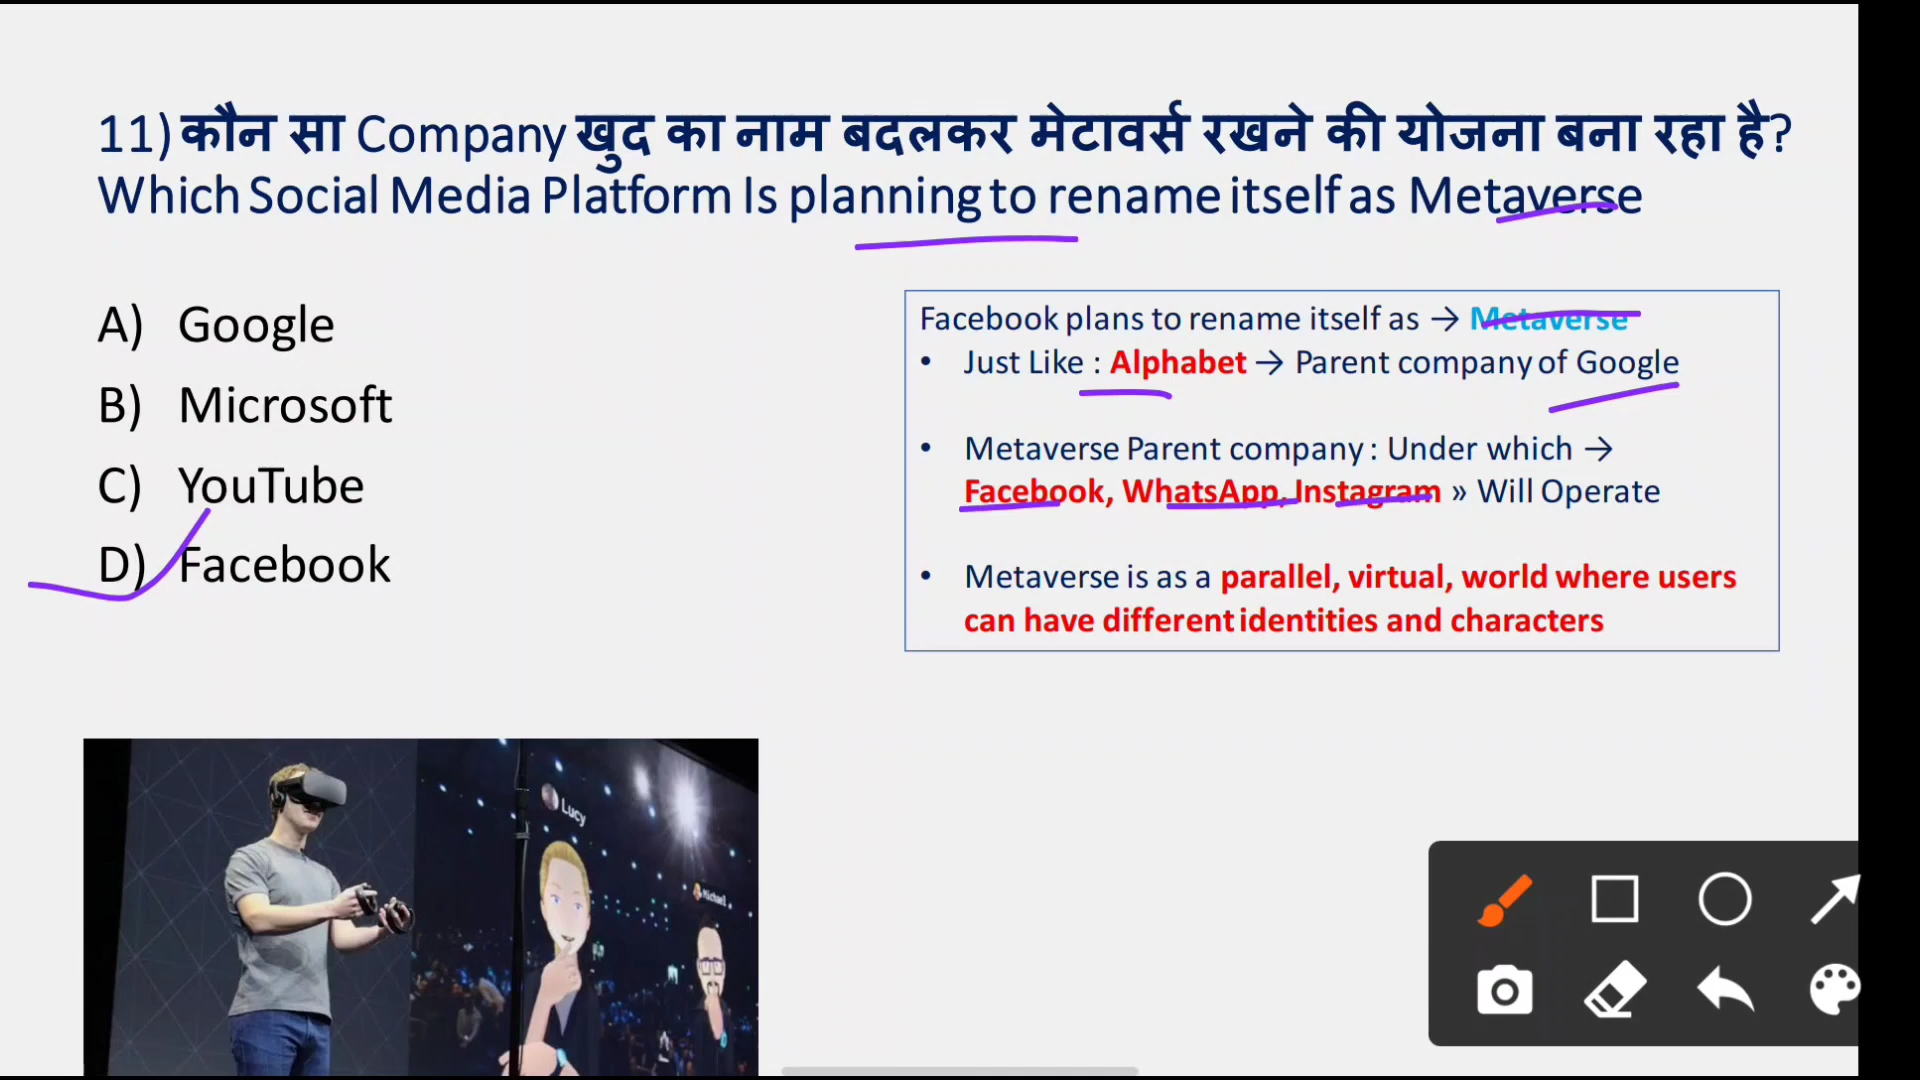 11) कौन सा Company खुद का नाम बदलकर मेटावर्स रखने की योजना बना रहा है?
Which Social Media Platform Is planning to rename itself as Metaverse
A) Google
B) Microsoft
C) YouTube
D) Facebook
Facebook plans to rename itself as → Metaverse
• Just Like : Alphabet → Parent company of Google
• Metaverse Parent company : Under which →
Facebook, WhatsApp, Instagram » Will Operate
• Metaverse is as a parallel, virtual, world where users
can have different identities and characters
Lucy
Michael